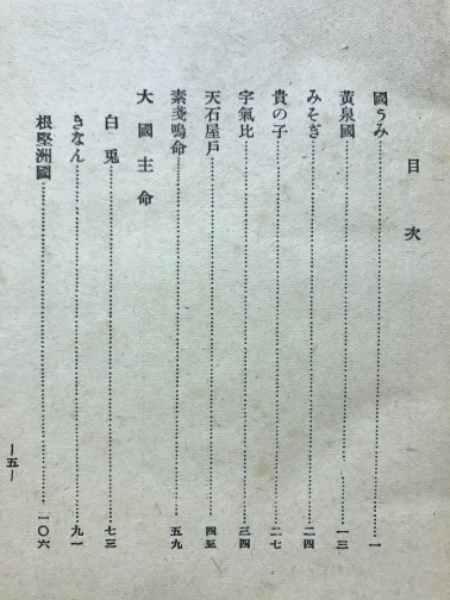 目次
國うみ 一
黃泉國 一三
みそぎ 二四
貴の子 二七
宇氣比 三四
天石屋戶 四五
素戔嗚命 五九
大國主命
白兎 七三
きなん 九一
根堅洲國 一〇六
—五—